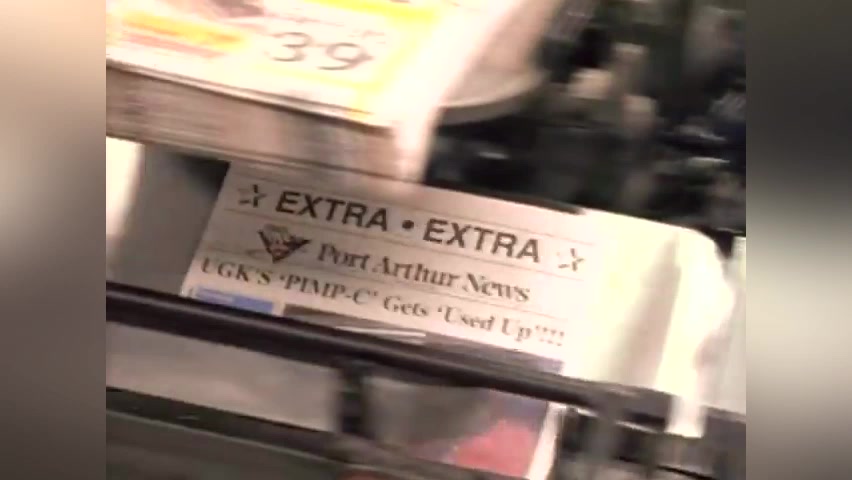 39
☆ EXTRA • EXTRA ☆
Port Arthur News
UGK'S 'PIMP-C' Gets 'Used Up'!!!!